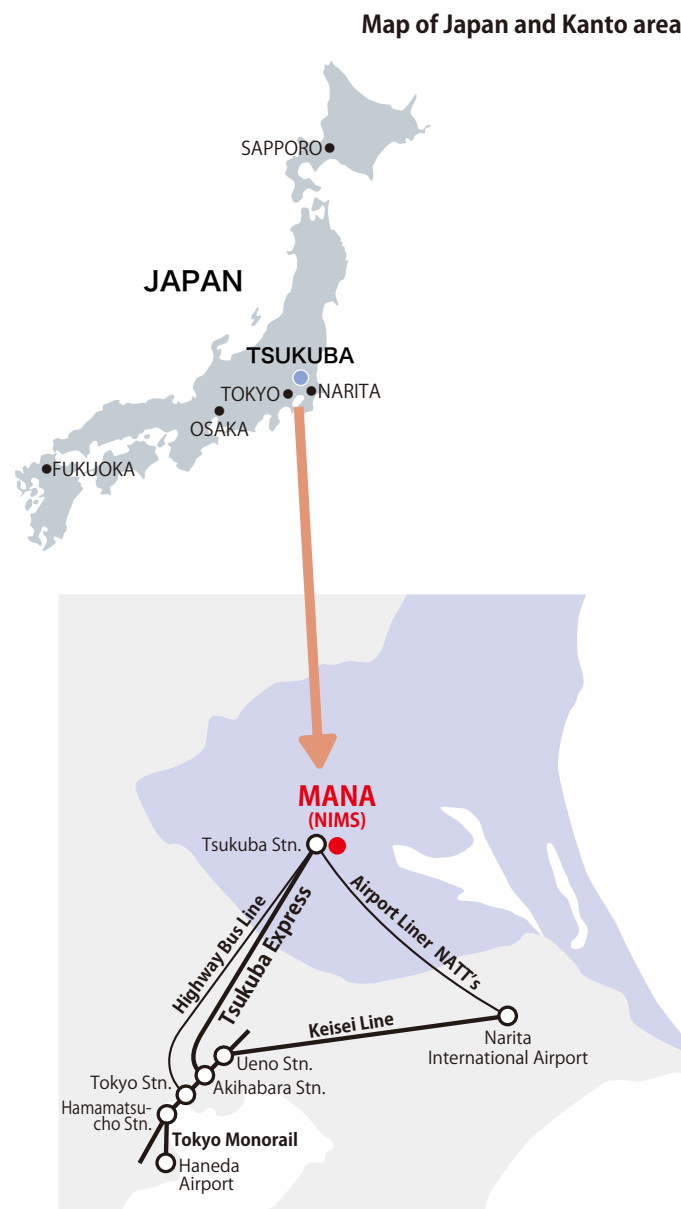 Map of Japan and Kanto area
SAPPORO
JAPAN
TSUKUBA
TOKYO
NARITA
OSAKA
FUKUOKA
MANA
(NIMS)
Tsukuba Stn.
Highway Bus Line
Tsukuba Express
Airport Liner NATT's
Keisei Line
Narita
International Airport
Ueno Stn.
Akihabara Stn.
Tokyo Stn.
Hamamatsu-
cho Stn.
Tokyo Monorail
Haneda
Airport